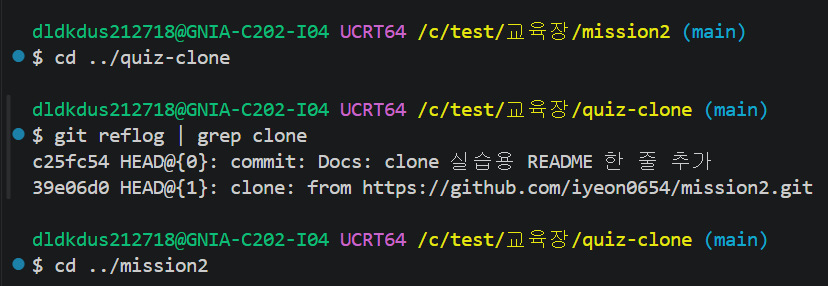 dldkdus212718@GNIA-C202-I04 UCRT64 /c/test/교육장/mission2 (main)
$ cd ../quiz-clone
dldkdus212718@GNIA-C202-I04 UCRT64 /c/test/교육장/quiz-clone (main)
$ git reflog | grep clone
c25fc54 HEAD@{0}: commit: Docs: clone 실습용 README 한 줄 추가
39e06d0 HEAD@{1}: clone: from https://github.com/iyeon0654/mission2.git
dldkdus212718@GNIA-C202-I04 UCRT64 /c/test/교육장/quiz-clone (main)
$ cd ../mission2